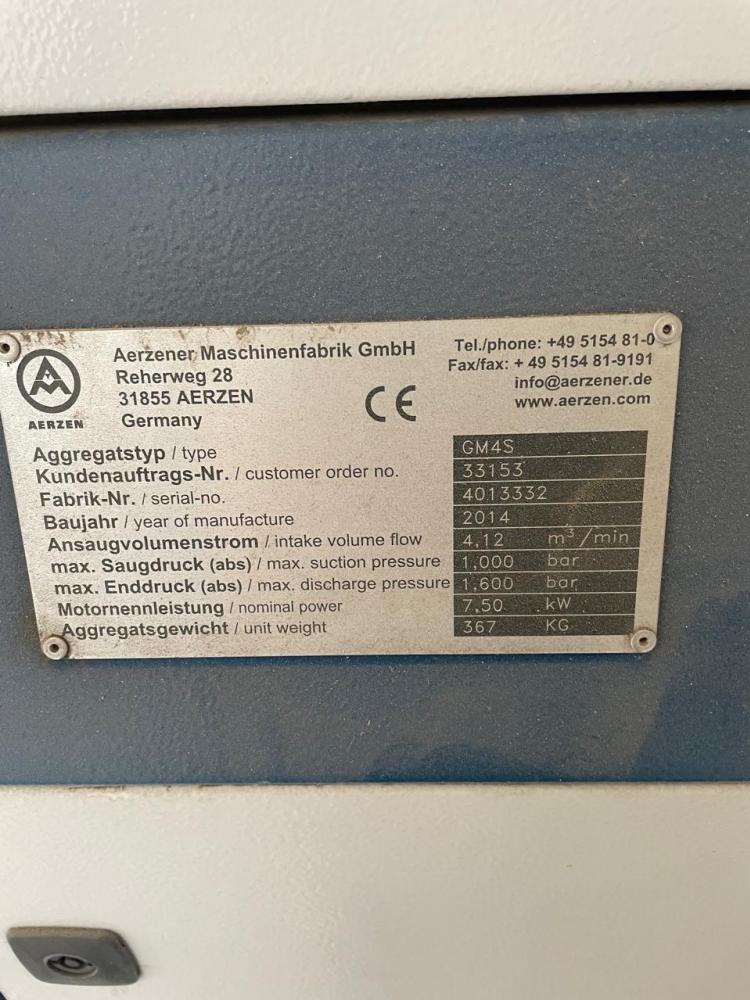 Aerzener Maschinenfabrik GmbH
Reherweg 28
31855 AERZEN
Germany
AERZEN
CE
Tel./phone: +49 5154 81-0
Fax/fax: + 49 5154 81-9191
info@aerzener.de
www.aerzen.com
Aggregatstyp / type GM4S
Kundenauftrags-Nr. / customer order no. 33153
Fabrik-Nr. / serial-no. 4013332
Baujahr / year of manufacture 2014
Ansaugvolumenstrom / intake volume flow 4,12 m³/min
max. Saugdruck (abs) / max. suction pressure 1,000 bar
max. Enddruck (abs) / max. discharge pressure 1,600 bar
Motornennleistung / nominal power 7,50 kW
Aggregatsgewicht / unit weight 367 KG